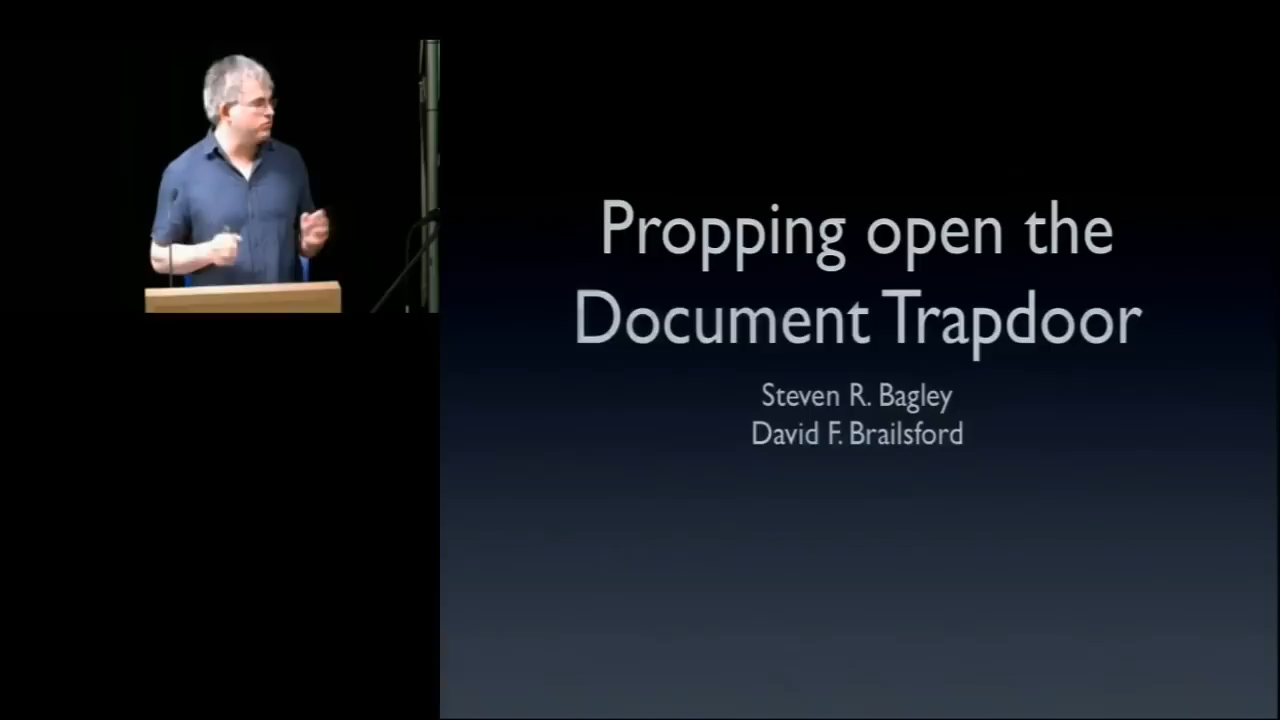 Propping open the
Document Trapdoor
Steven R. Bagley
David F. Brailsford